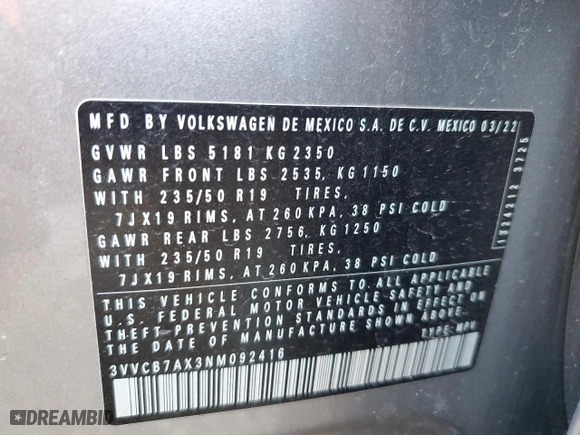 MFD BY VOLKSWAGEN DE MEXICO S.A. DE C.V. MEXICO 03/22
GVWR LBS 5181 KG 2350
GAWR FRONT LBS 2535, KG 1150
WITH 235/50 R19 TIRES,
7JX19 RIMS, AT 260 KPA, 38 PSI COLD
GAWR REAR LBS 2756, KG 1250
WITH 235/50 R19 TIRES,
7JX19 RIMS, AT 260 KPA, 38 PSI COLD
THIS VEHICLE CONFORMS TO ALL APPLICABLE
U.S. FEDERAL MOTOR VEHICLE SAFETY AND
THEFT-PREVENTION STANDARDS IN EFFECT ON
THE DATE OF MANUFACTURE SHOWN ABOVE.
TYPE: MPV
3VVCB7AX3NM092416
3725
DREAMBID